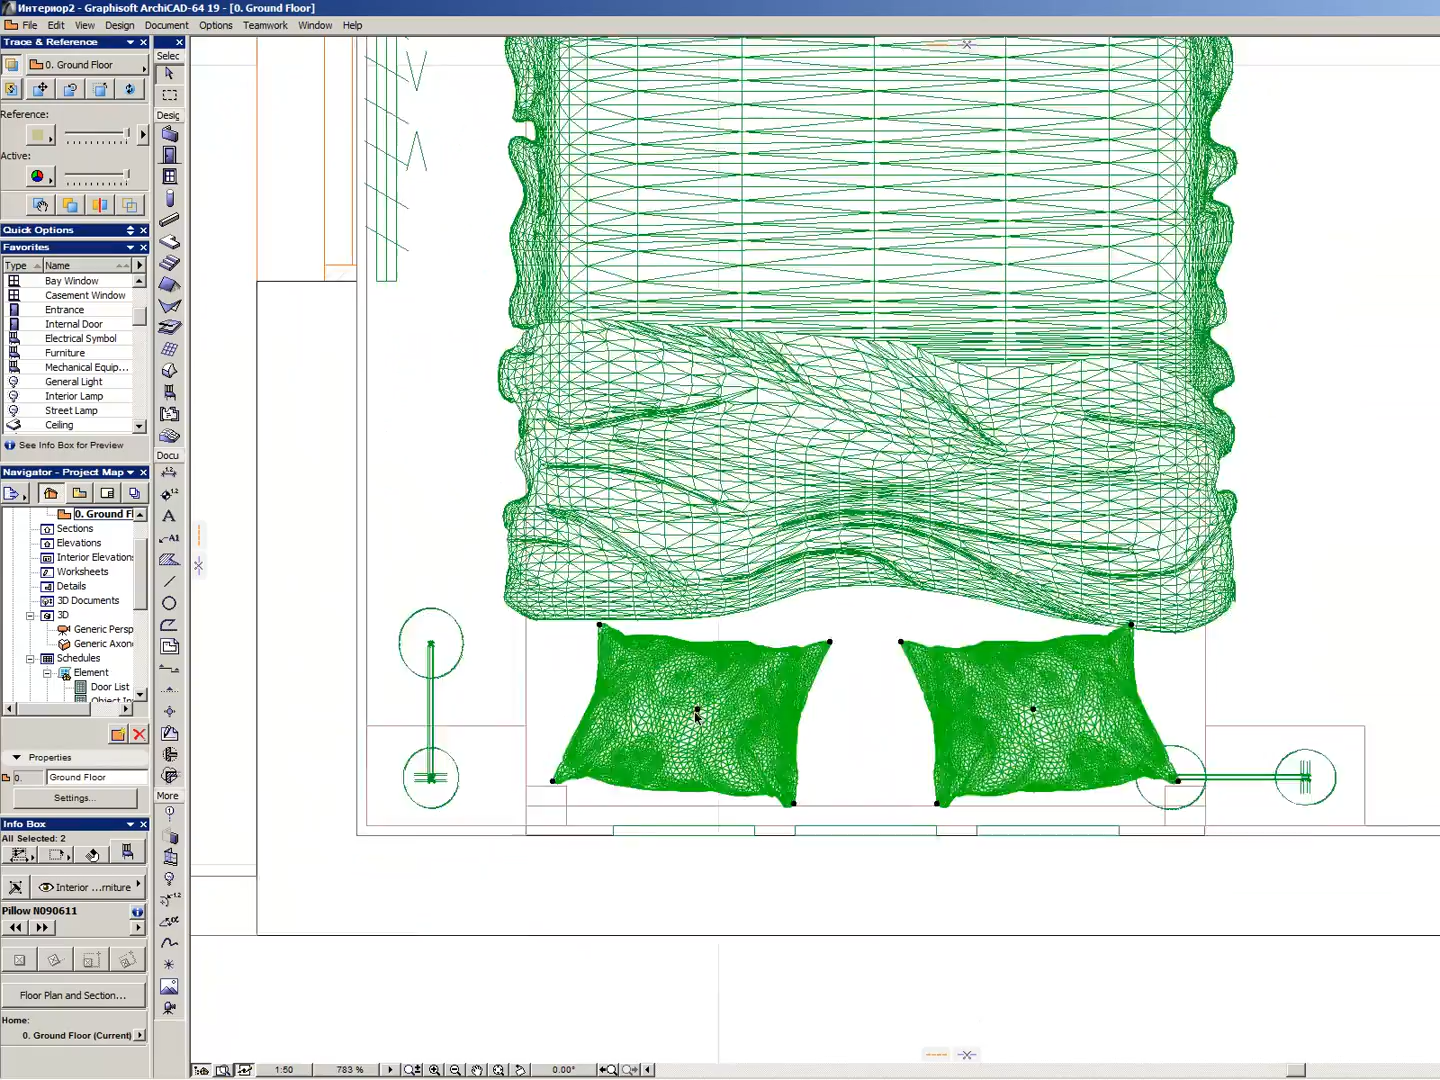 Интериор2 - Graphisoft ArchiCAD-64 19 - [0. Ground Floor]
File Edit View Design Document Options Teamwork Window Help
Trace & Reference
0. Ground Floor
Reference:
Active:
Quick Options
Favorites
Type Name
Bay Window
Casement Window
Entrance
Internal Door
Electrical Symbol
Furniture
Mechanical Equip...
General Light
Interior Lamp
Street Lamp
Ceiling
See Info Box for Preview
Navigator - Project Map
0. Ground Fl
Sections
Elevations
Interior Elevations
Worksheets
Details
3D Documents
3D
Generic Persp
Generic Axon
Schedules
Element
Door List
Object In
Properties
0. Ground Floor
Settings...
Info Box
All Selected: 2
Interior ...rniture
Pillow N090611
Floor Plan and Section...
Home:
0. Ground Floor (Current)
Selec
Desig
Docu
A
A1
More
1:50 783 % 0.00°